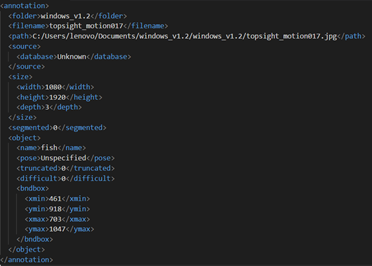 <annotation>
<folder>windows_v1.2</folder>
<filename>topsight_motion017</filename>
<path>C:/Users/lenovo/Documents/windows_v1.2/windows_v1.2/topsight_motion017.jpg</path>
<source>
<database>Unknown</database>
</source>
<size>
<width>1080</width>
<height>1920</height>
<depth>3</depth>
</size>
<segmented>0</segmented>
<object>
<name>fish</name>
<pose>Unspecified</pose>
<truncated>0</truncated>
<difficult>0</difficult>
<bndbox>
<xmin>461</xmin>
<ymin>918</ymin>
<xmax>703</xmax>
<ymax>1047</ymax>
</bndbox>
</object>
</annotation>